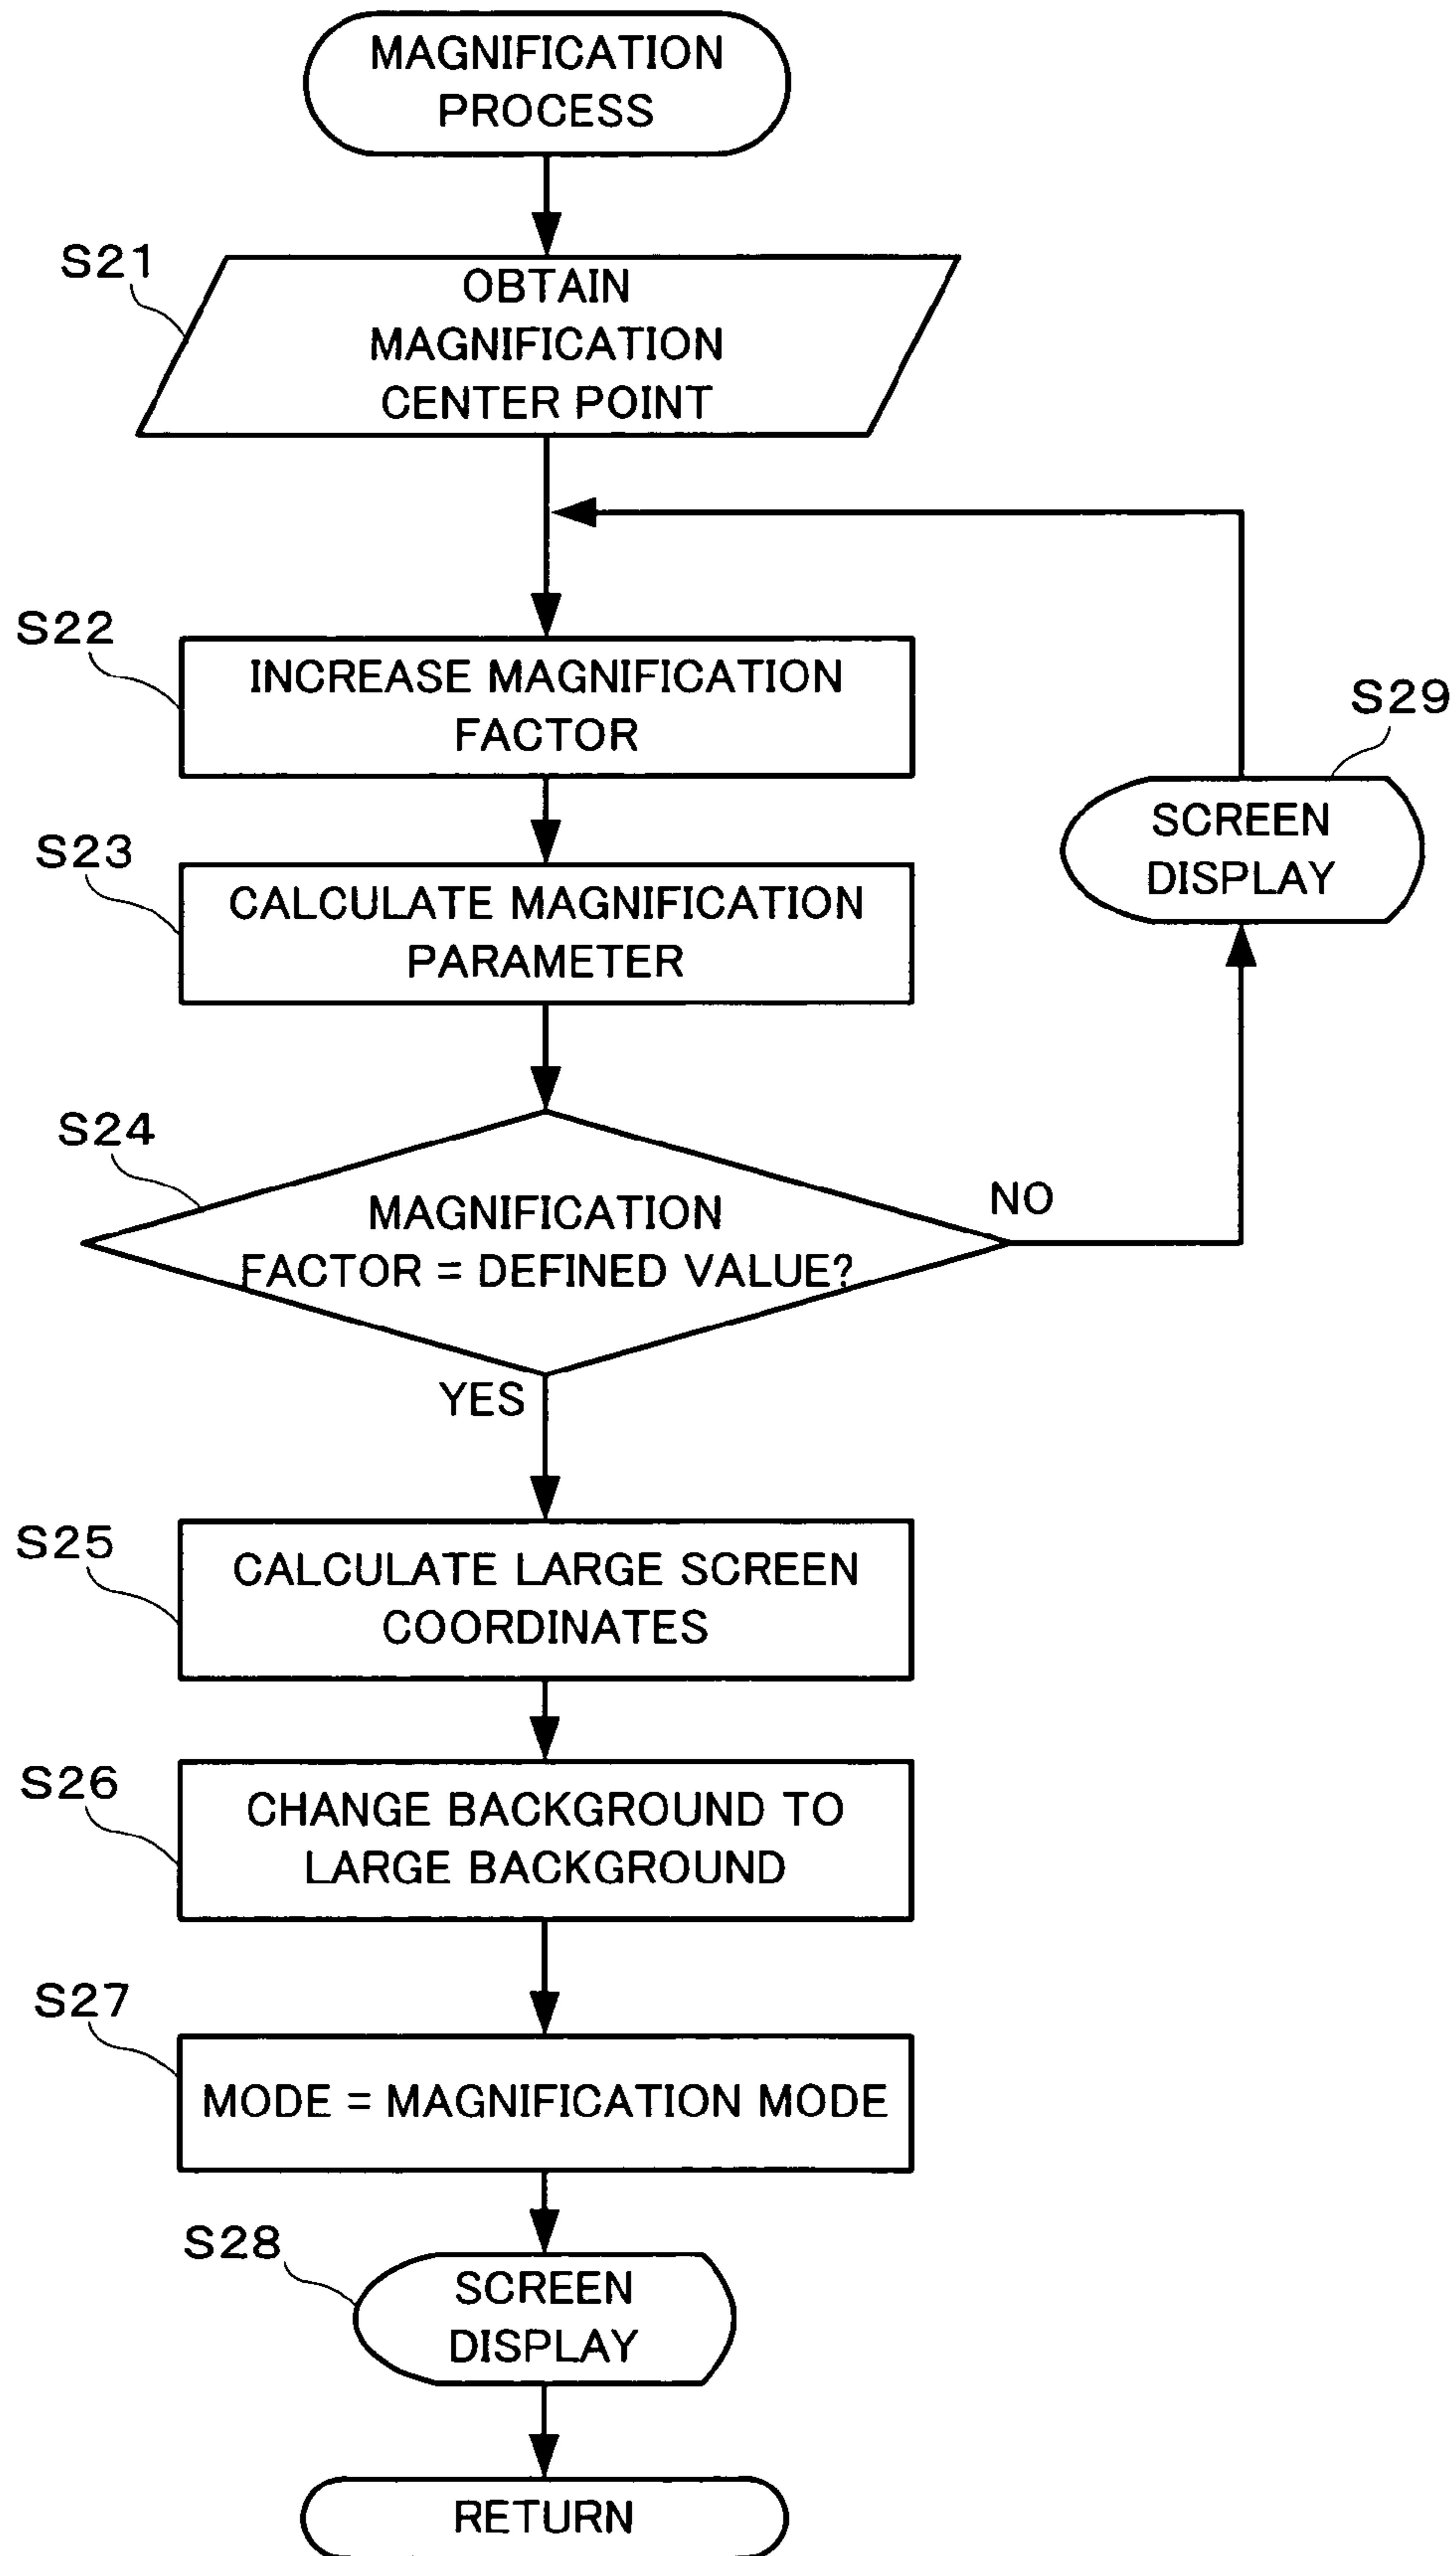 MAGNIFICATION
PROCESS
S21
OBTAIN
MAGNIFICATION
CENTER POINT
S22
INCREASE MAGNIFICATION
FACTOR
S29
SCREEN
DISPLAY
S23
CALCULATE MAGNIFICATION
PARAMETER
S24
MAGNIFICATION
FACTOR = DEFINED VALUE?
NO
YES
S25
CALCULATE LARGE SCREEN
COORDINATES
S26
CHANGE BACKGROUND TO
LARGE BACKGROUND
S27
MODE = MAGNIFICATION MODE
S28
SCREEN
DISPLAY
RETURN